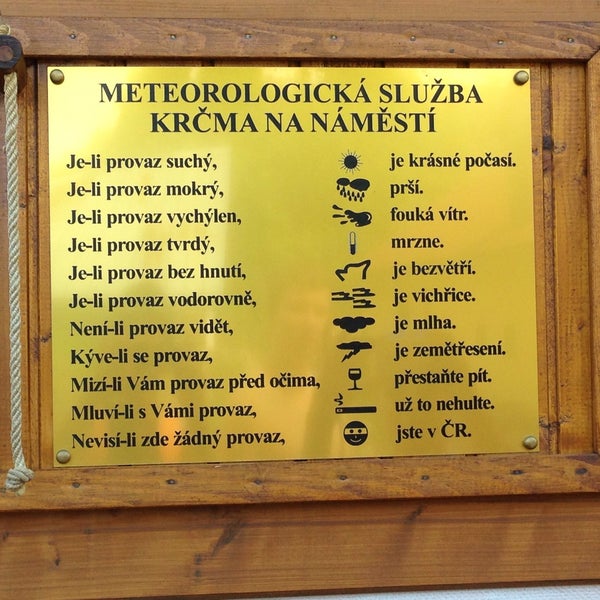 METEOROLOGICKÁ SLUŽBA
KRČMA NA NÁMĚSTÍ
Je-li provaz suchý, je krásné počasí.
Je-li provaz mokrý, prší.
Je-li provaz vychýlen, fouká vítr.
Je-li provaz tvrdý, mrzne.
Je-li provaz bez hnutí, je bezvětří.
Je-li provaz vodorovně, je vichřice.
Není-li provaz vidět, je mlha.
Kýve-li se provaz, je zemětřesení.
Mizí-li Vám provaz před očima, přestaňte pít.
Mluví-li s Vámi provaz, už to nehulte.
Nevisí-li zde žádný provaz, jste v ČR.